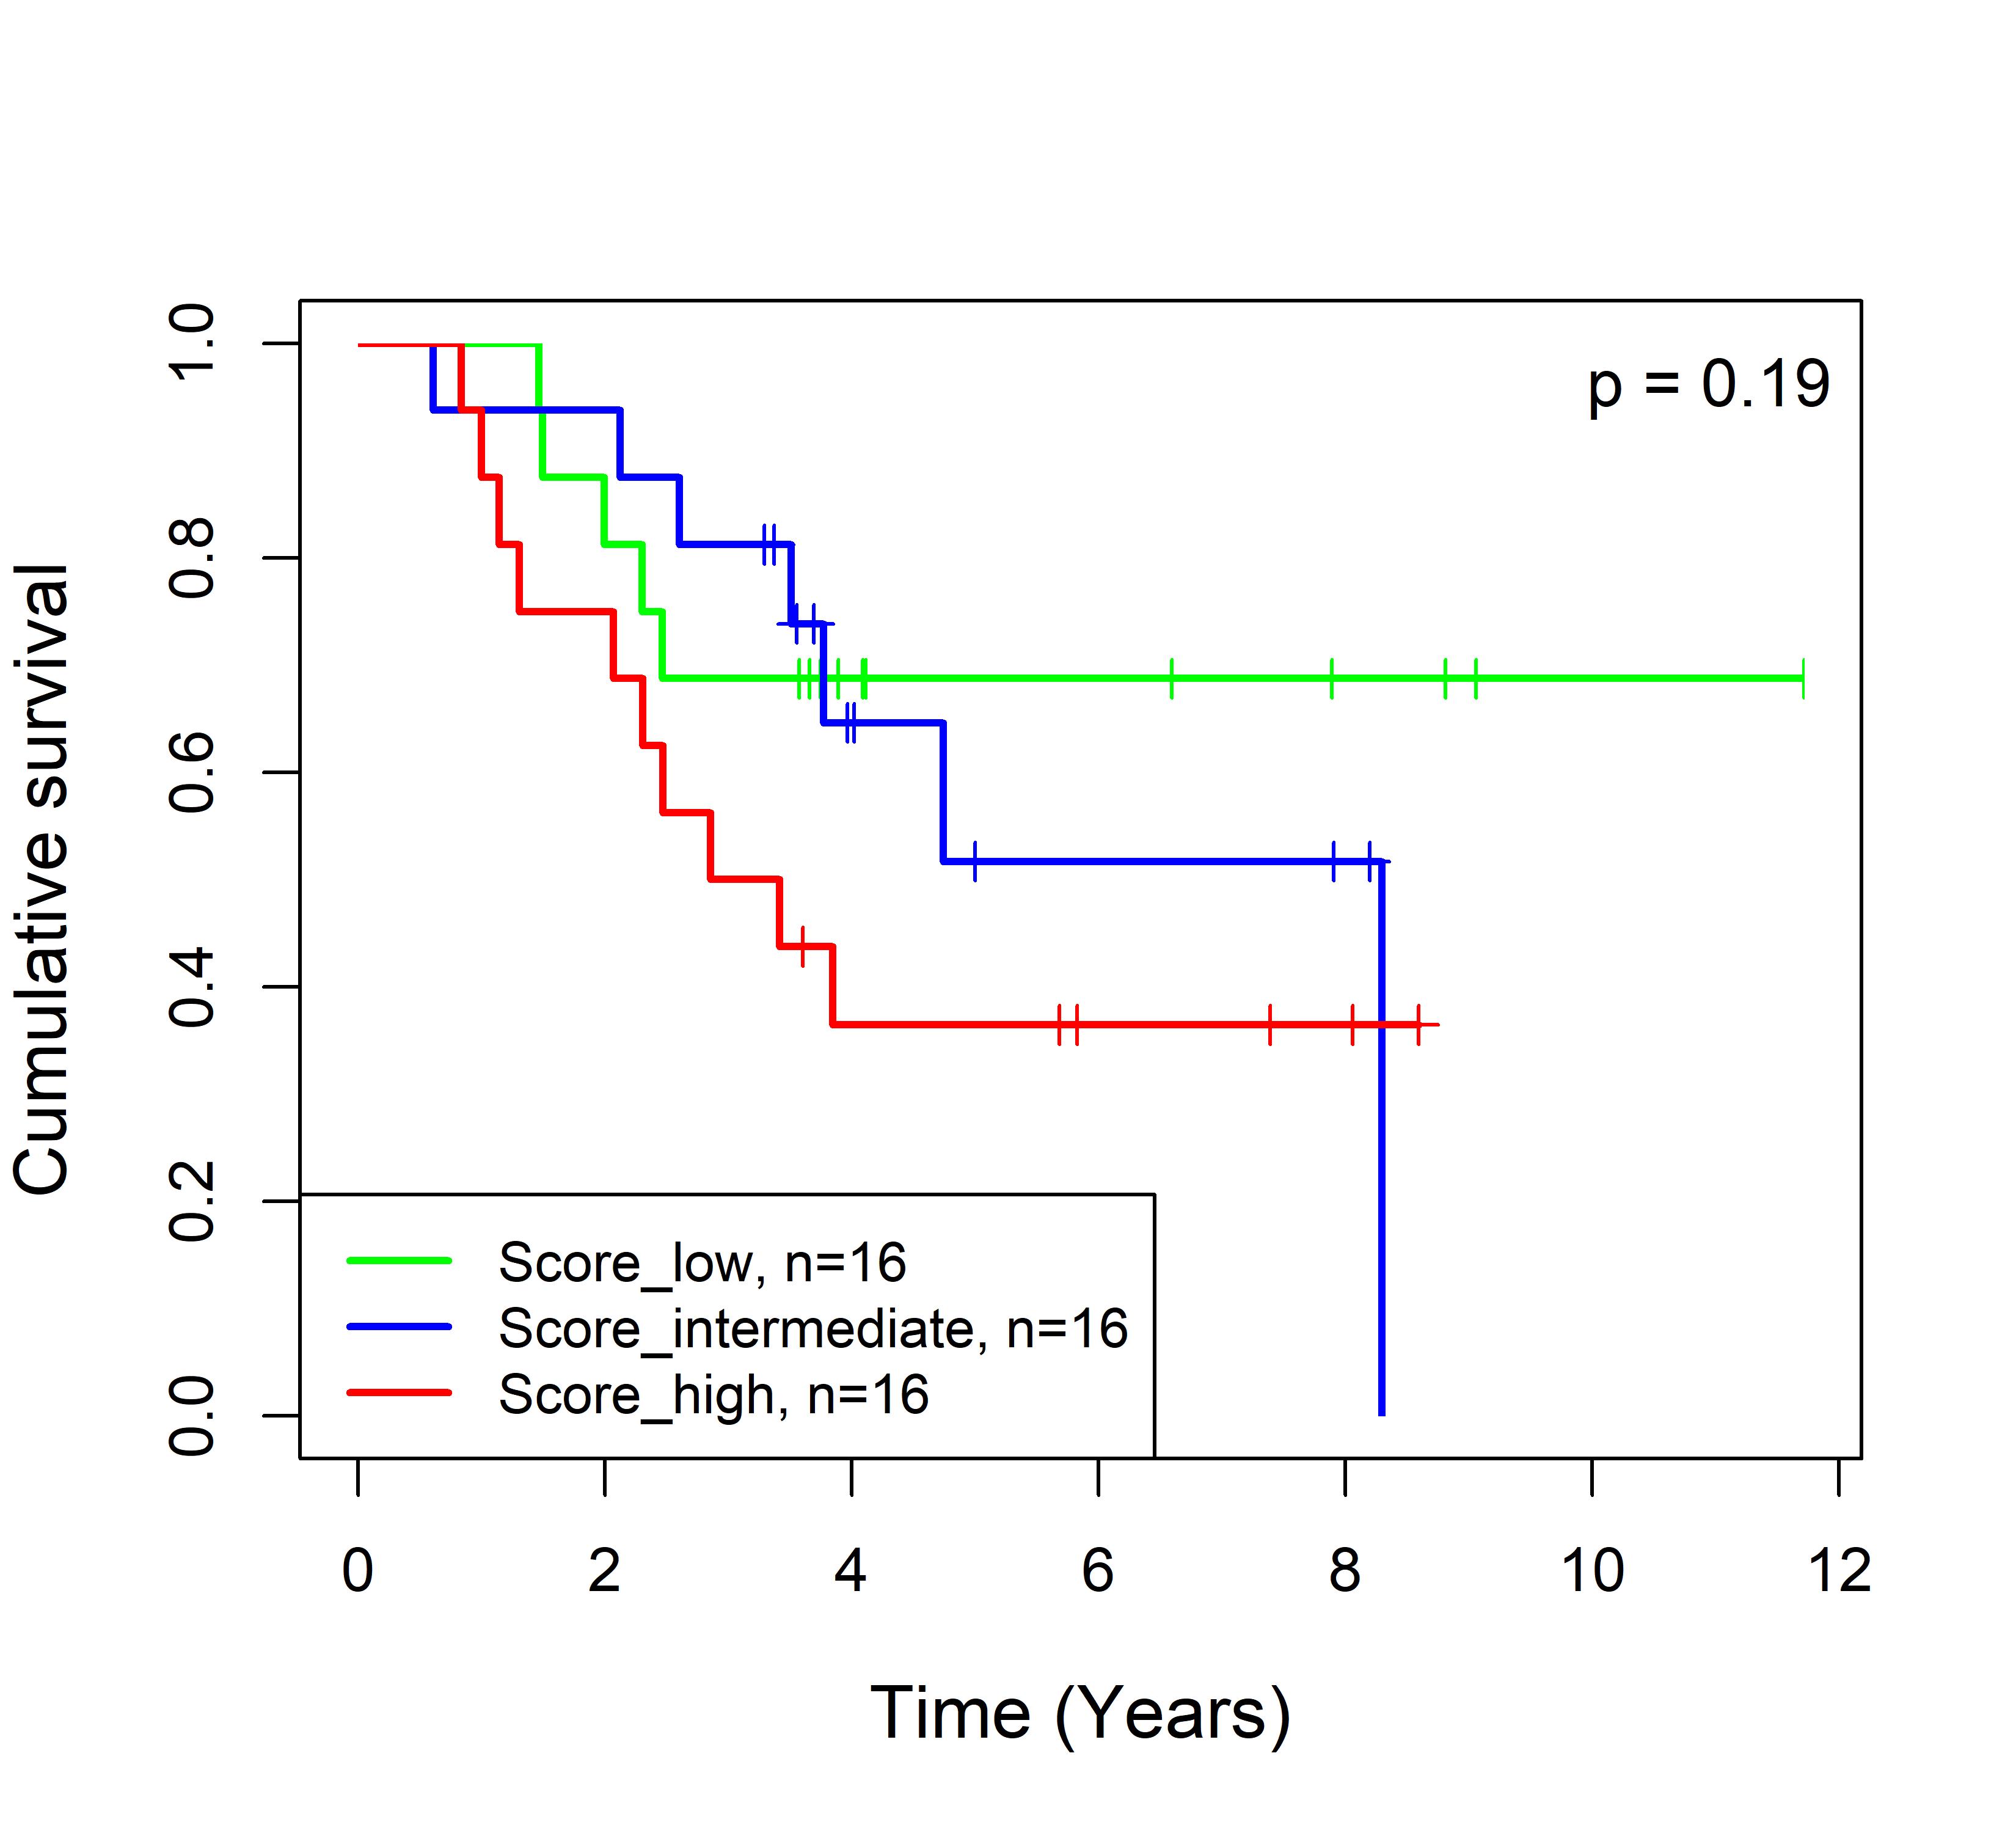 p = 0.19
Cumulative survival
1.0
0.8
0.6
0.4
0.2
0.0
Score_low, n=16
Score_intermediate, n=16
Score_high, n=16
0 2 4 6 8 10 12
Time (Years)